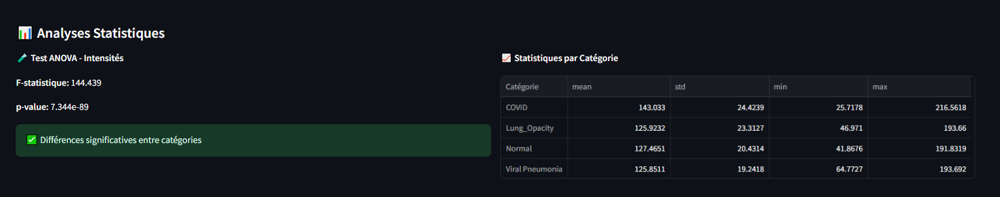 Analyses Statistiques
Test ANOVA - Intensités
F-statistique: 144.439
p-value: 7.344e-89
Différences significatives entre catégories
Statistiques par Catégorie
Catégorie mean std min max
COVID 143.033 24.4239 25.7178 216.5618
Lung_Opacity 125.9232 23.3127 46.971 193.66
Normal 127.4651 20.4314 41.8676 191.8319
Viral Pneumonia 125.8511 19.2418 64.7727 193.692